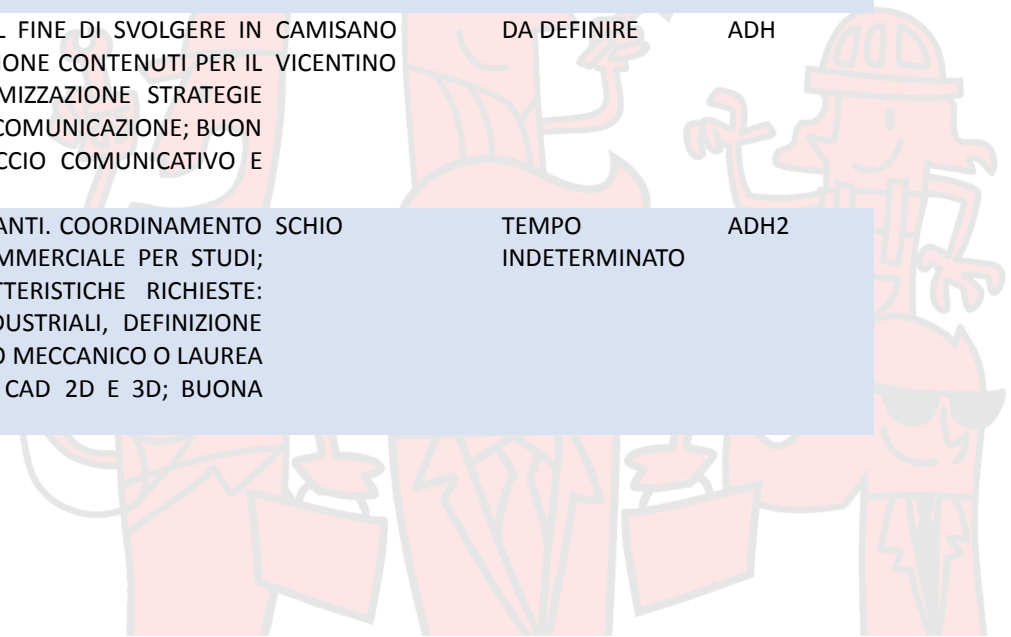 L FINE DI SVOLGERE IN CAMISANO DA DEFINIRE ADH
IONE CONTENUTI PER IL VICENTINO
MIZZAZIONE STRATEGIE
COMUNICAZIONE; BUON
CCIO COMUNICATIVO E
ANTI. COORDINAMENTO SCHIO TEMPO ADH2
MMERCIALE PER STUDI; INDETERMINATO
TTERISTICHE RICHIESTE:
DUSTRIALI, DEFINIZIONE
O MECCANICO O LAUREA
CAD 2D E 3D; BUONA